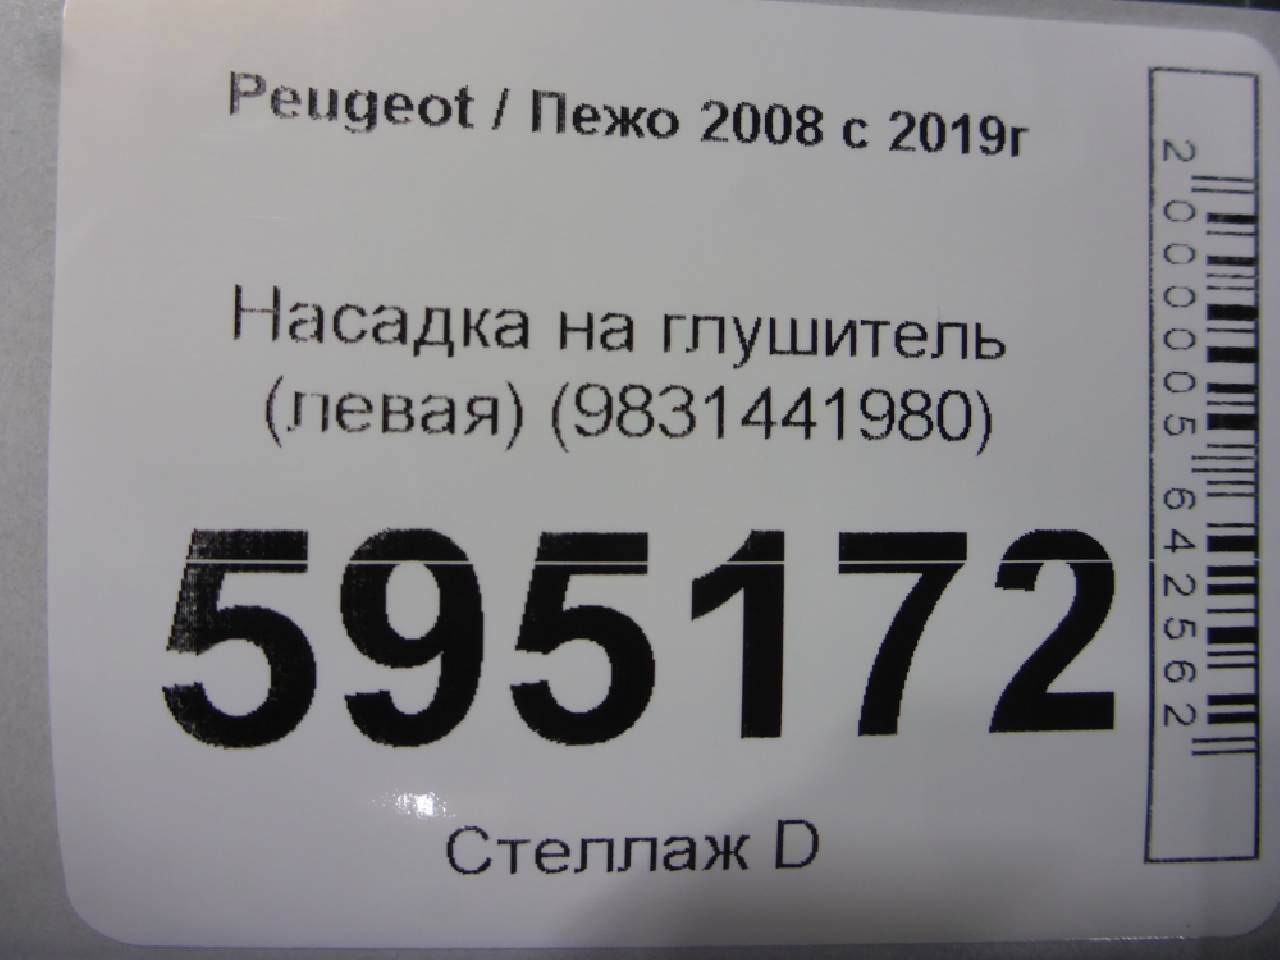 Peugeot / Пежо 2008 с 2019г
Насадка на глушитель
(левая) (9831441980)
595172
Стеллаж D
2000005642562